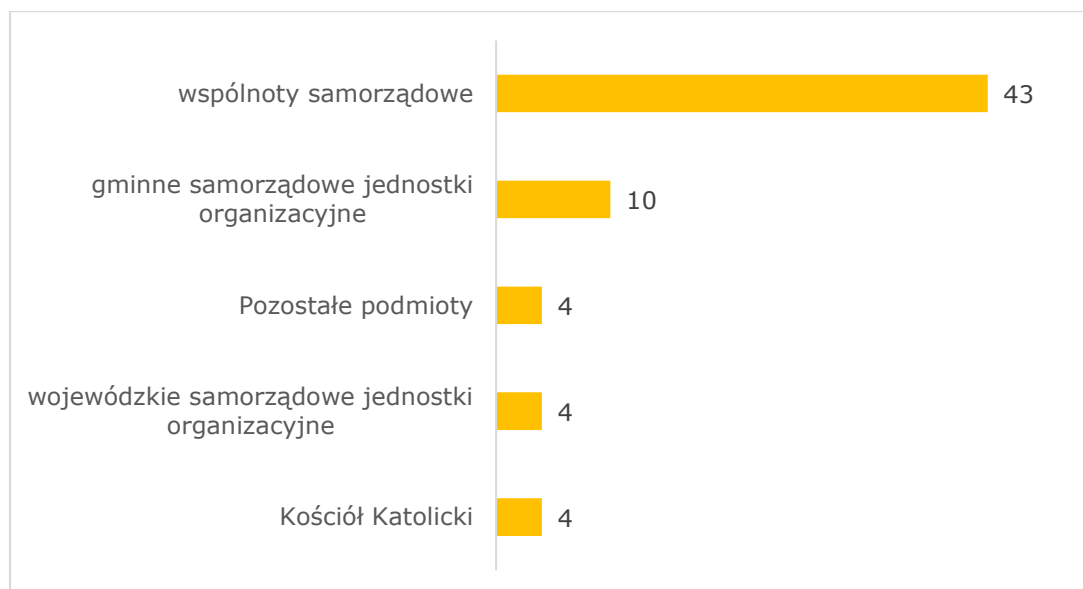 wspólnoty samorządowe
43
gminne samorządowe jednostki
organizacyjne
10
Pozostałe podmioty
4
wojewódzkie samorządowe jednostki
organizacyjne
4
Kościół Katolicki
4